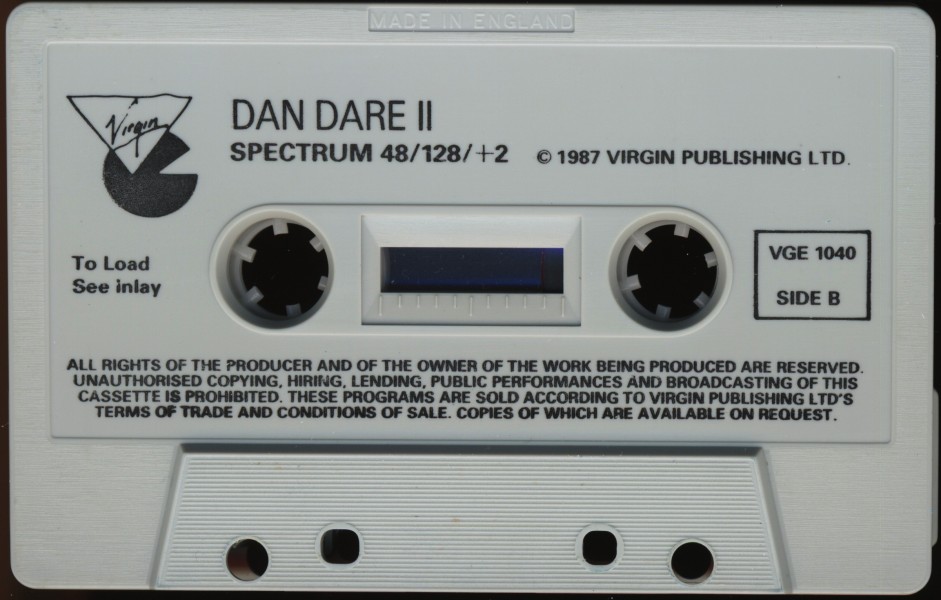 MADE IN ENGLAND
Virgin
DAN DARE II
SPECTRUM 48/128/+2 © 1987 VIRGIN PUBLISHING LTD.
To Load
See inlay
VGE 1040
SIDE B
ALL RIGHTS OF THE PRODUCER AND OF THE OWNER OF THE WORK BEING PRODUCED ARE RESERVED.
UNAUTHORISED COPYING, HIRING, LENDING, PUBLIC PERFORMANCES AND BROADCASTING OF THIS
CASSETTE IS PROHIBITED. THESE PROGRAMS ARE SOLD ACCORDING TO VIRGIN PUBLISHING LTD'S
TERMS OF TRADE AND CONDITIONS OF SALE. COPIES OF WHICH ARE AVAILABLE ON REQUEST.